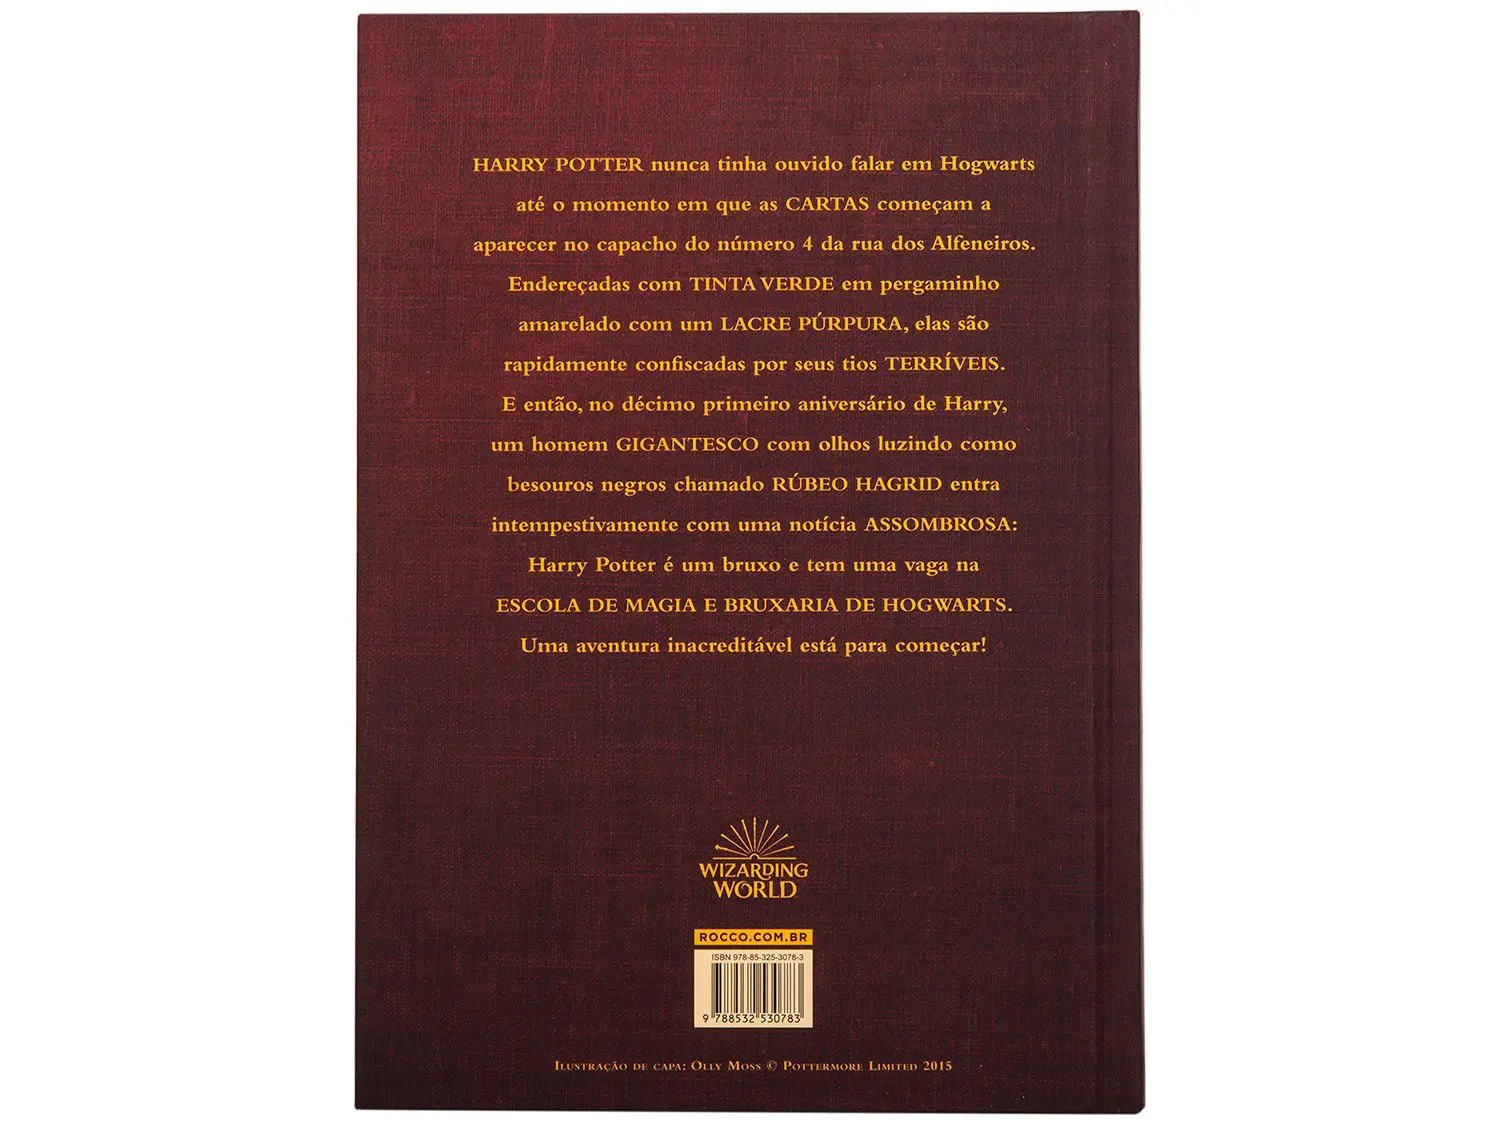 HARRY POTTER nunca tinha ouvido falar em Hogwarts
até o momento em que as CARTAS começam a
aparecer no capacho do número 4 da rua dos Alfeneiros.
Endereçadas com TINTA VERDE em pergaminho
amarelado com um LACRE PÚRPURA, elas são
rapidamente confiscadas por seus tios TERRÍVEIS.
E então, no décimo primeiro aniversário de Harry,
um homem GIGANTESCO com olhos luzindo como
besouros negros chamado RÚBEO HAGRID entra
intempestivamente com uma notícia ASSOMBROSA:
Harry Potter é um bruxo e tem uma vaga na
ESCOLA DE MAGIA E BRUXARIA DE HOGWARTS.
Uma aventura inacreditável está para começar!
WIZARDING
WORLD
ROCCO.COM.BR
ISBN 978-85-325-3078-3
9 788532 530783
Ilustração de capa: Olly Moss © Pottermore Limited 2015